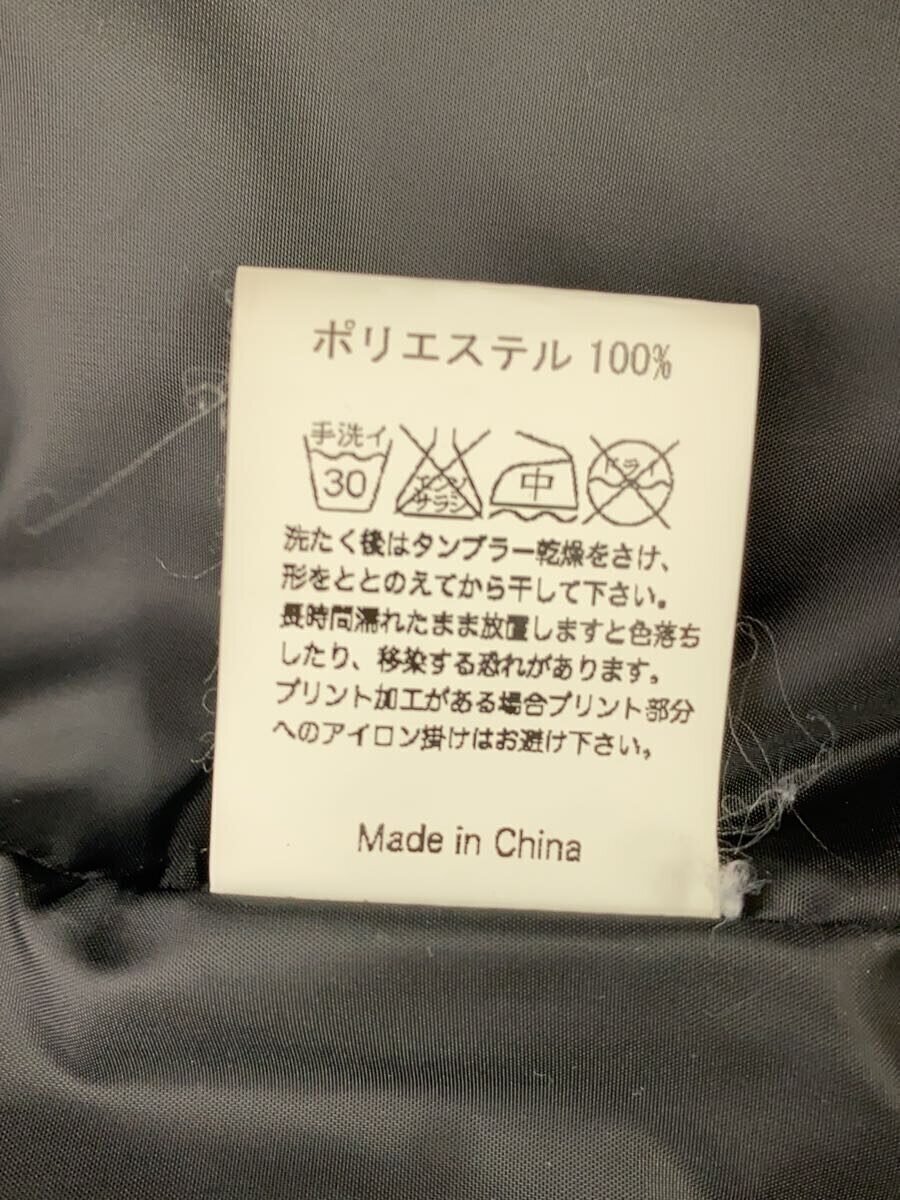 ポリエステル 100%
手洗イ
30
エンソ
サラシ
中
ドライ
洗たく後はタンブラー乾燥をさけ、
形をととのえてから干して下さい。
長時間濡れたまま放置しますと色落ち
したり、移染する恐れがあります。
プリント加工がある場合プリント部分
へのアイロン掛けはお避け下さい。
Made in China